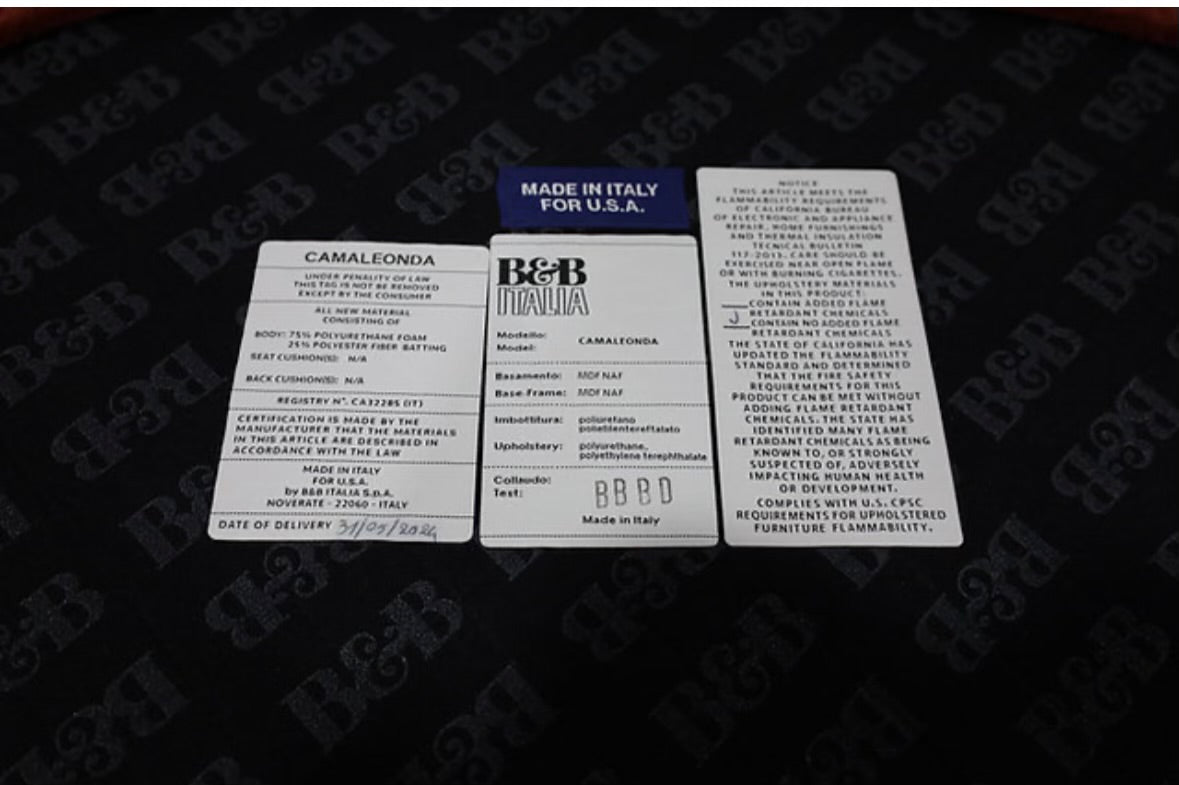 CAMALEONDA
UNDER PENALITY OF LAW
THIS TAG IS NOT BE REMOVED
EXCEPT BY THE CONSUMER
ALL NEW MATERIAL
CONSISTING OF
BODY: 75% POLYURETHANE FOAM
25% POLYESTER FIBER BATTING
SEAT CUSHION(S): N/A
BACK CUSHION(S): N/A
REGISTRY N°. CA32285 (IT)
CERTIFICATION IS MADE BY THE
MANUFACTURER THAT THE MATERIALS
IN THIS ARTICLE ARE DESCRIBED IN
ACCORDANCE WITH THE LAW
MADE IN ITALY
FOR U.S.A.
by B&B ITALIA S.p.A.
NOVERATE - 22060 - ITALY
DATE OF DELIVERY 31/05/2024
MADE IN ITALY
FOR U.S.A.
B&B
ITALIA
Modello:
Model: CAMALEONDA
Basamento: MDF NAF
Base-Frame: MDF NAF
Imbottitura: poliuretano
polietilentereftalato
Upholstery: polyurethane,
polyethylene terephthalate
Collaudo:
Test: BBBD
Made in Italy
NOTICE
THIS ARTICLE MEETS THE
FLAMMABILITY REQUIREMENTS
OF CALIFORNIA BUREAU
OF ELECTRONIC AND APPLIANCE
REPAIR, HOME FURNISHINGS
AND THERMAL INSULATION
TECNICAL BULLETIN
117-2013. CARE SHOULD BE
EXERCISED NEAR OPEN FLAME
OR WITH BURNING CIGARETTES.
THE UPHOLSTERY MATERIALS
IN THIS PRODUCT:
CONTAIN ADDED FLAME
RETARDANT CHEMICALS
CONTAIN NO ADDED FLAME
RETARDANT CHEMICALS
THE STATE OF CALIFORNIA HAS
UPDATED THE FLAMMABILITY
STANDARD AND DETERMINED
THAT THE FIRE SAFETY
REQUIREMENTS FOR THIS
PRODUCT CAN BE MET WITHOUT
ADDING FLAME RETARDANT
CHEMICALS. THE STATE HAS
IDENTIFIED MANY FLAME
RETARDANT CHEMICALS AS BEING
KNOWN TO, OR STRONGLY
SUSPECTED OF, ADVERSELY
IMPACTING HUMAN HEALTH
OR DEVELOPMENT.
COMPLIES WITH U.S. CPSC
REQUIREMENTS FOR UPHOLSTERED
FURNITURE FLAMMABILITY.